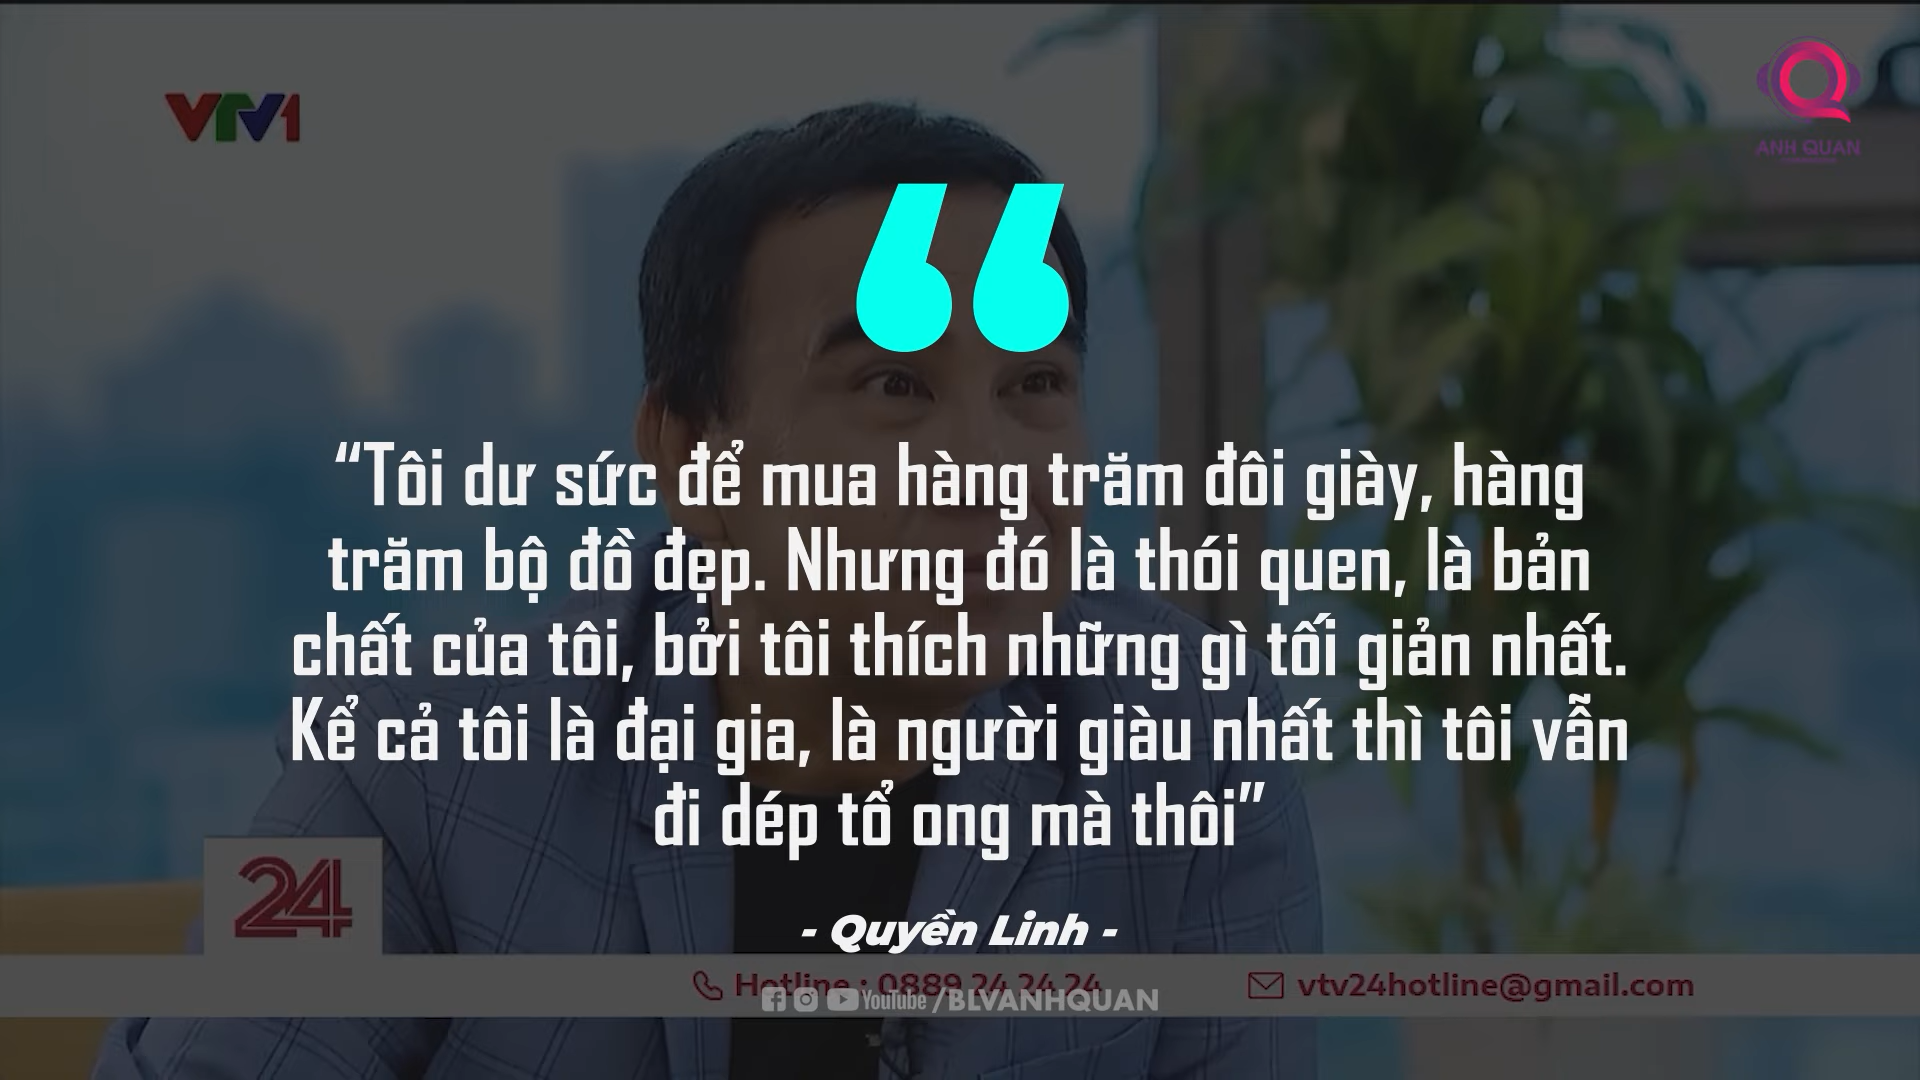 VTV1
ANH QUAN
“Tôi dư sức để mua hàng trăm đôi giày, hàng
trăm bộ đồ đẹp. Nhưng đó là thói quen, là bản
chất của tôi, bởi tôi thích những gì tối giản nhất.
Kể cả tôi là đại gia, là người giàu nhất thì tôi vẫn
đi dép tổ ong mà thôi”
- Quyền Linh -
24
Hotline : 0889 24 24 24
vtv24hotline@gmail.com
YouTube /BLVANHQUAN